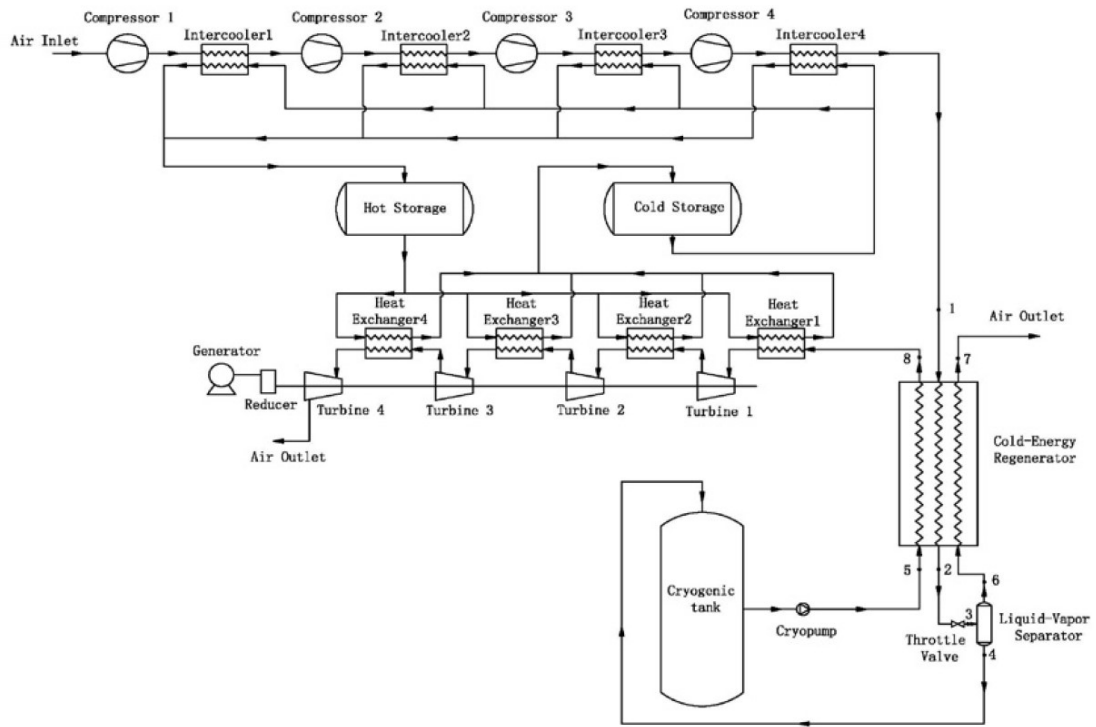 Compressor 1
Compressor 2
Compressor 3
Compressor 4
Air Inlet
Intercooler1
Intercooler2
Intercooler3
Intercooler4
Hot Storage
Cold Storage
Heat
Exchanger4
Heat
Exchanger3
Heat
Exchanger2
Heat
Exchanger1
1
Air Outlet
Generator
8
7
Reducer
Turbine 4
Turbine 3
Turbine 2
Turbine 1
Air Outlet
Cold-Energy
Regenerator
5
2
6
Cryogenic
tank
Cryopump
3
Liquid-Vapor
Separator
Throttle
Valve
4